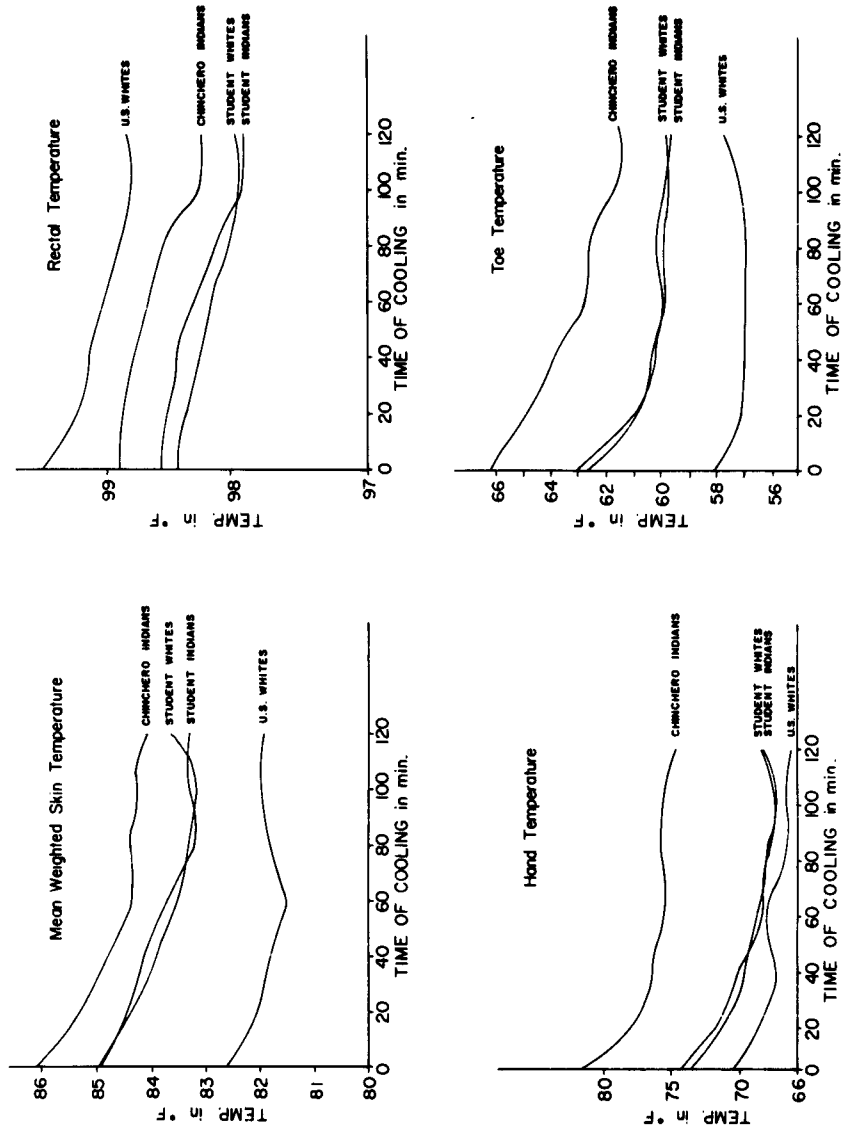 Mean Weighted Skin Temperature
86
85
84
83
82
81
80
TEMP. in °F
0 20 40 60 80 100 120
TIME OF COOLING in min.
CHINCHERO INDIANS
STUDENT WHITES
STUDENT INDIANS
U.S. WHITES
Rectal Temperature
99
98
97
TEMP. in °F
0 20 40 60 80 100 120
TIME OF COOLING in min.
U.S. WHITES
CHINCHERO INDIANS
STUDENT WHITES
STUDENT INDIANS
Hand Temperature
80
75
70
66
TEMP. in °F
0 20 40 60 80 100 120
TIME OF COOLING in min.
CHINCHERO INDIANS
STUDENT WHITES
STUDENT INDIANS
U.S. WHITES
Toe Temperature
66
64
62
60
58
56
TEMP. in °F
0 20 40 60 80 100 120
TIME OF COOLING in min.
CHINCHERO INDIANS
STUDENT WHITES
STUDENT INDIANS
U.S. WHITES